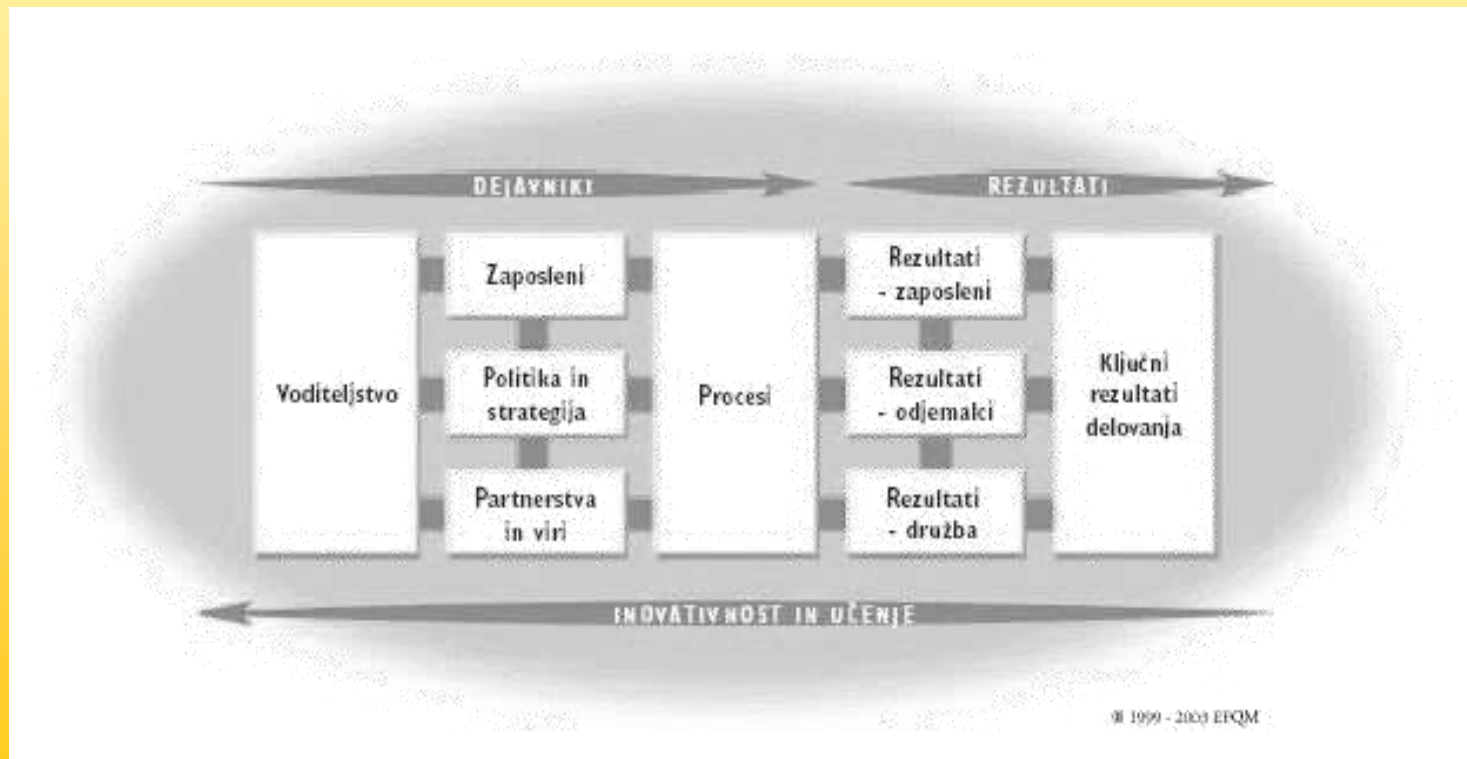 DEJAVNIKI
REZULTATI
Voditeljstvo
Zaposleni
Politika in
strategija
Partnerstva
in viri
Procesi
Rezultati
- zaposleni
Rezultati
- odjemalci
Rezultati
- družba
Ključni
rezultati
delovanja
INOVATIVNOST IN UČENJE
® 1999 - 2003 EFQM